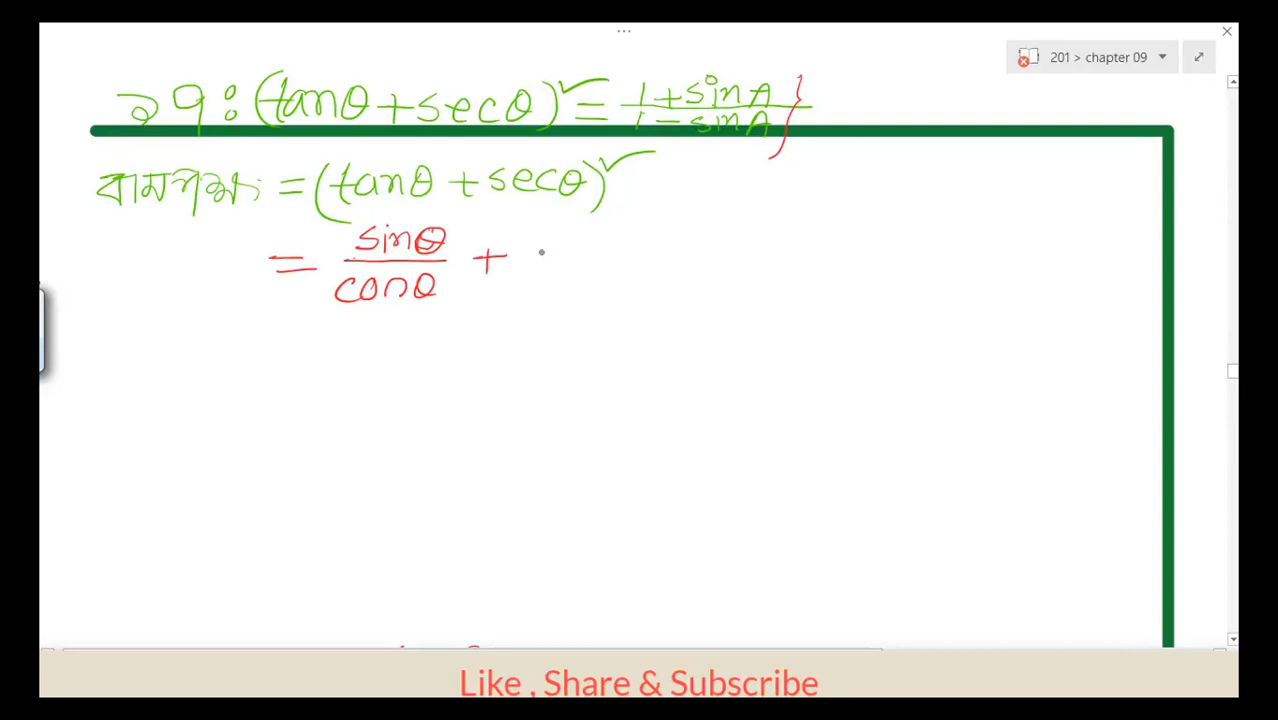 201 > chapter 09
২৭: (tanθ + secθ)² = (1 + sinA)/(1 - sinA)
বামপক্ষ = (tanθ + secθ)²
= sinθ/cosθ +
Like , Share & Subscribe